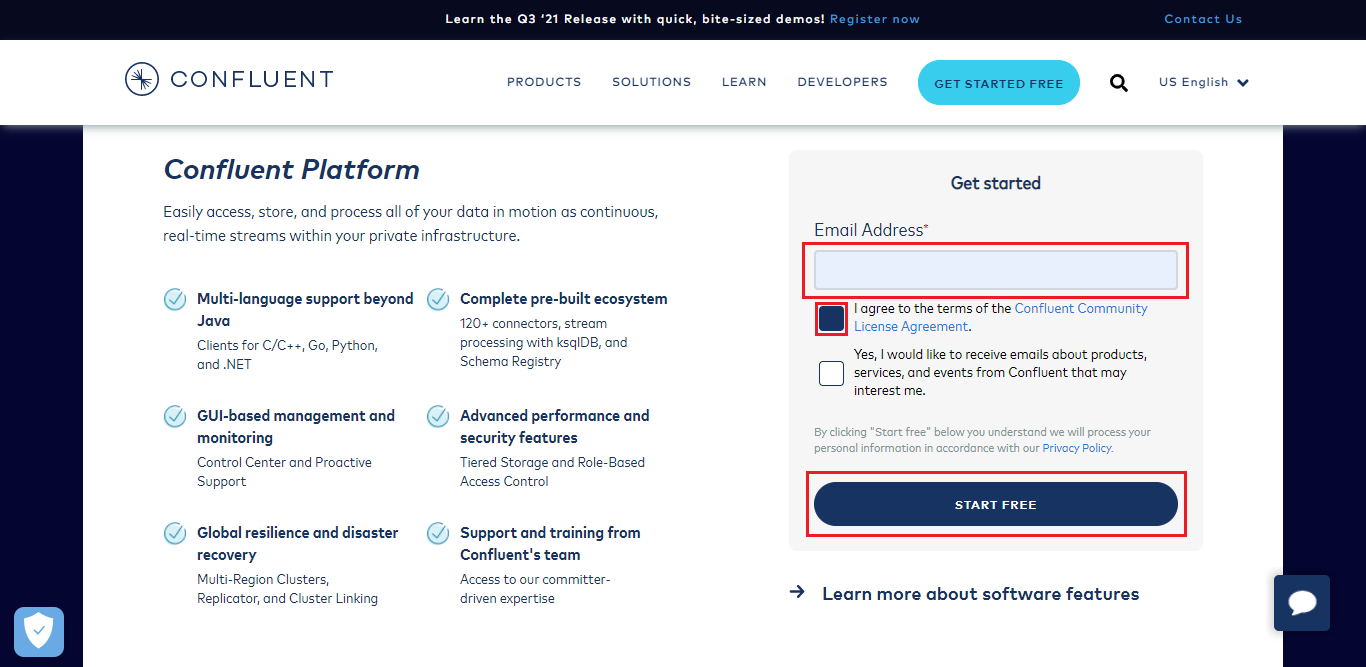 Learn the Q3 ‘21 Release with quick, bite-sized demos! Register now
Contact Us
CONFLUENT
PRODUCTS
SOLUTIONS
LEARN
DEVELOPERS
GET STARTED FREE
US English
Confluent Platform
Easily access, store, and process all of your data in motion as continuous,
real-time streams within your private infrastructure.
Multi-language support beyond
Java
Clients for C/C++, Go, Python,
and .NET
Complete pre-built ecosystem
120+ connectors, stream
processing with ksqlDB, and
Schema Registry
GUI-based management and
monitoring
Control Center and Proactive
Support
Advanced performance and
security features
Tiered Storage and Role-Based
Access Control
Global resilience and disaster
recovery
Multi-Region Clusters,
Replicator, and Cluster Linking
Support and training from
Confluent's team
Access to our committer-
driven expertise
Get started
Email Address*
I agree to the terms of the Confluent Community
License Agreement.
Yes, I would like to receive emails about products,
services, and events from Confluent that may
interest me.
By clicking "Start free" below you understand we will process your
personal information in accordance with our Privacy Policy.
START FREE
Learn more about software features